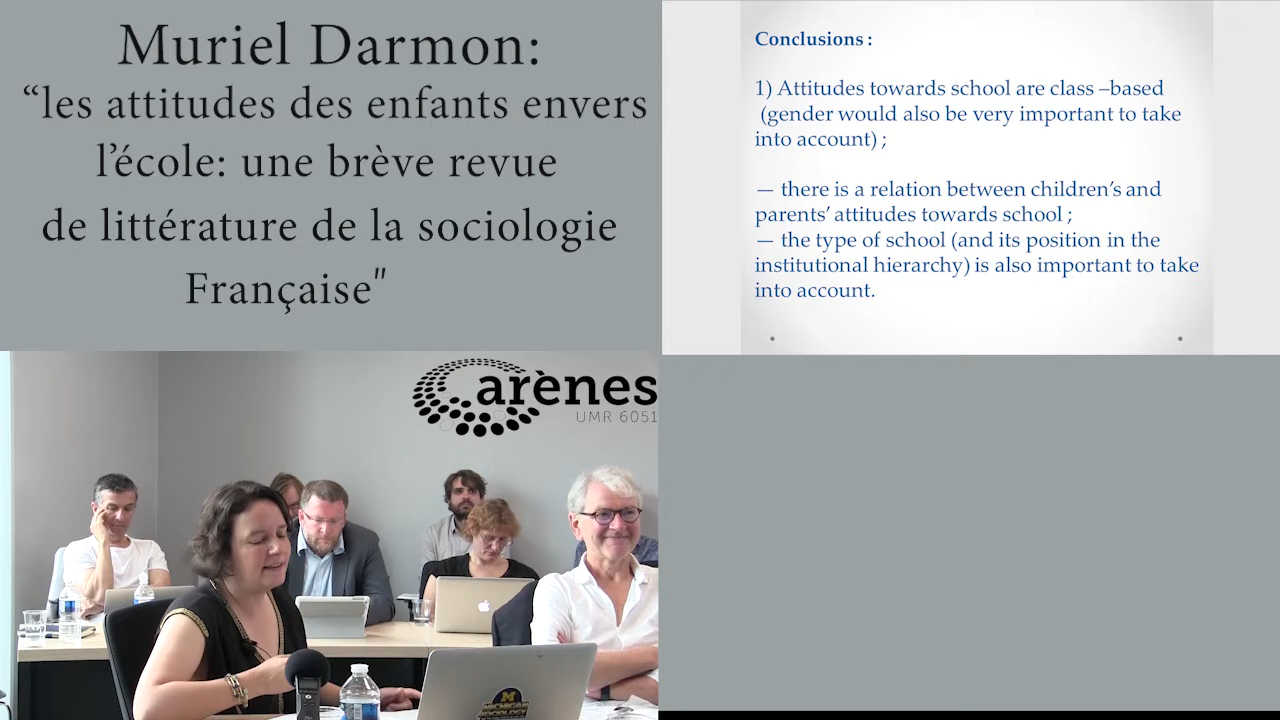 Muriel Darmon:
“les attitudes des enfants envers
l’école: une brève revue
de littérature de la sociologie
Française"
Conclusions :
1) Attitudes towards school are class –based
(gender would also be very important to take
into account) ;
— there is a relation between children’s and
parents’ attitudes towards school ;
— the type of school (and its position in the
institutional hierarchy) is also important to take
into account.
arènes
UMR 6051
M
MICHIGAN
SOCIOLOGY